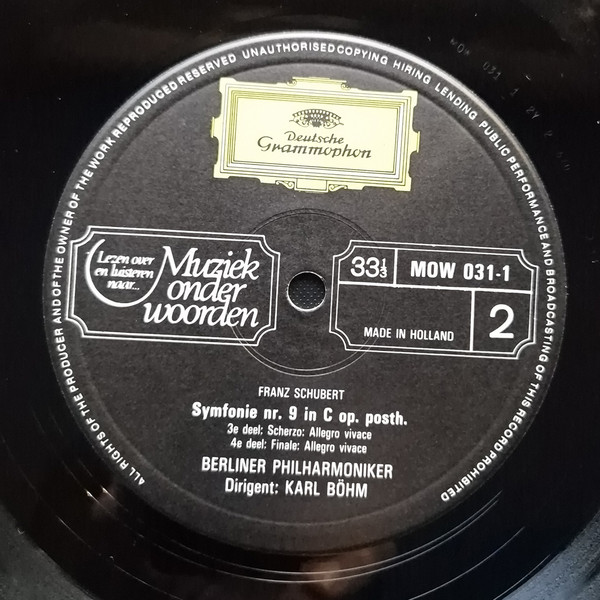 ALL RIGHTS OF THE PRODUCER AND OF THE OWNER OF THE WORK REPRODUCED RESERVED UNAUTHORISED COPYING HIRING LENDING PUBLIC PERFORMANCE AND BROADCASTING OF THIS RECORD PROHIBITED
Deutsche
Grammophon
Lezen over
en luisteren
naar...
Muziek
onder
woorden
33 1/3
MOW 031-1
MADE IN HOLLAND
2
FRANZ SCHUBERT
Symfonie nr. 9 in C op. posth.
3e deel: Scherzo: Allegro vivace
4e deel: Finale: Allegro vivace
BERLINER PHILHARMONIKER
Dirigent: KARL BÖHM